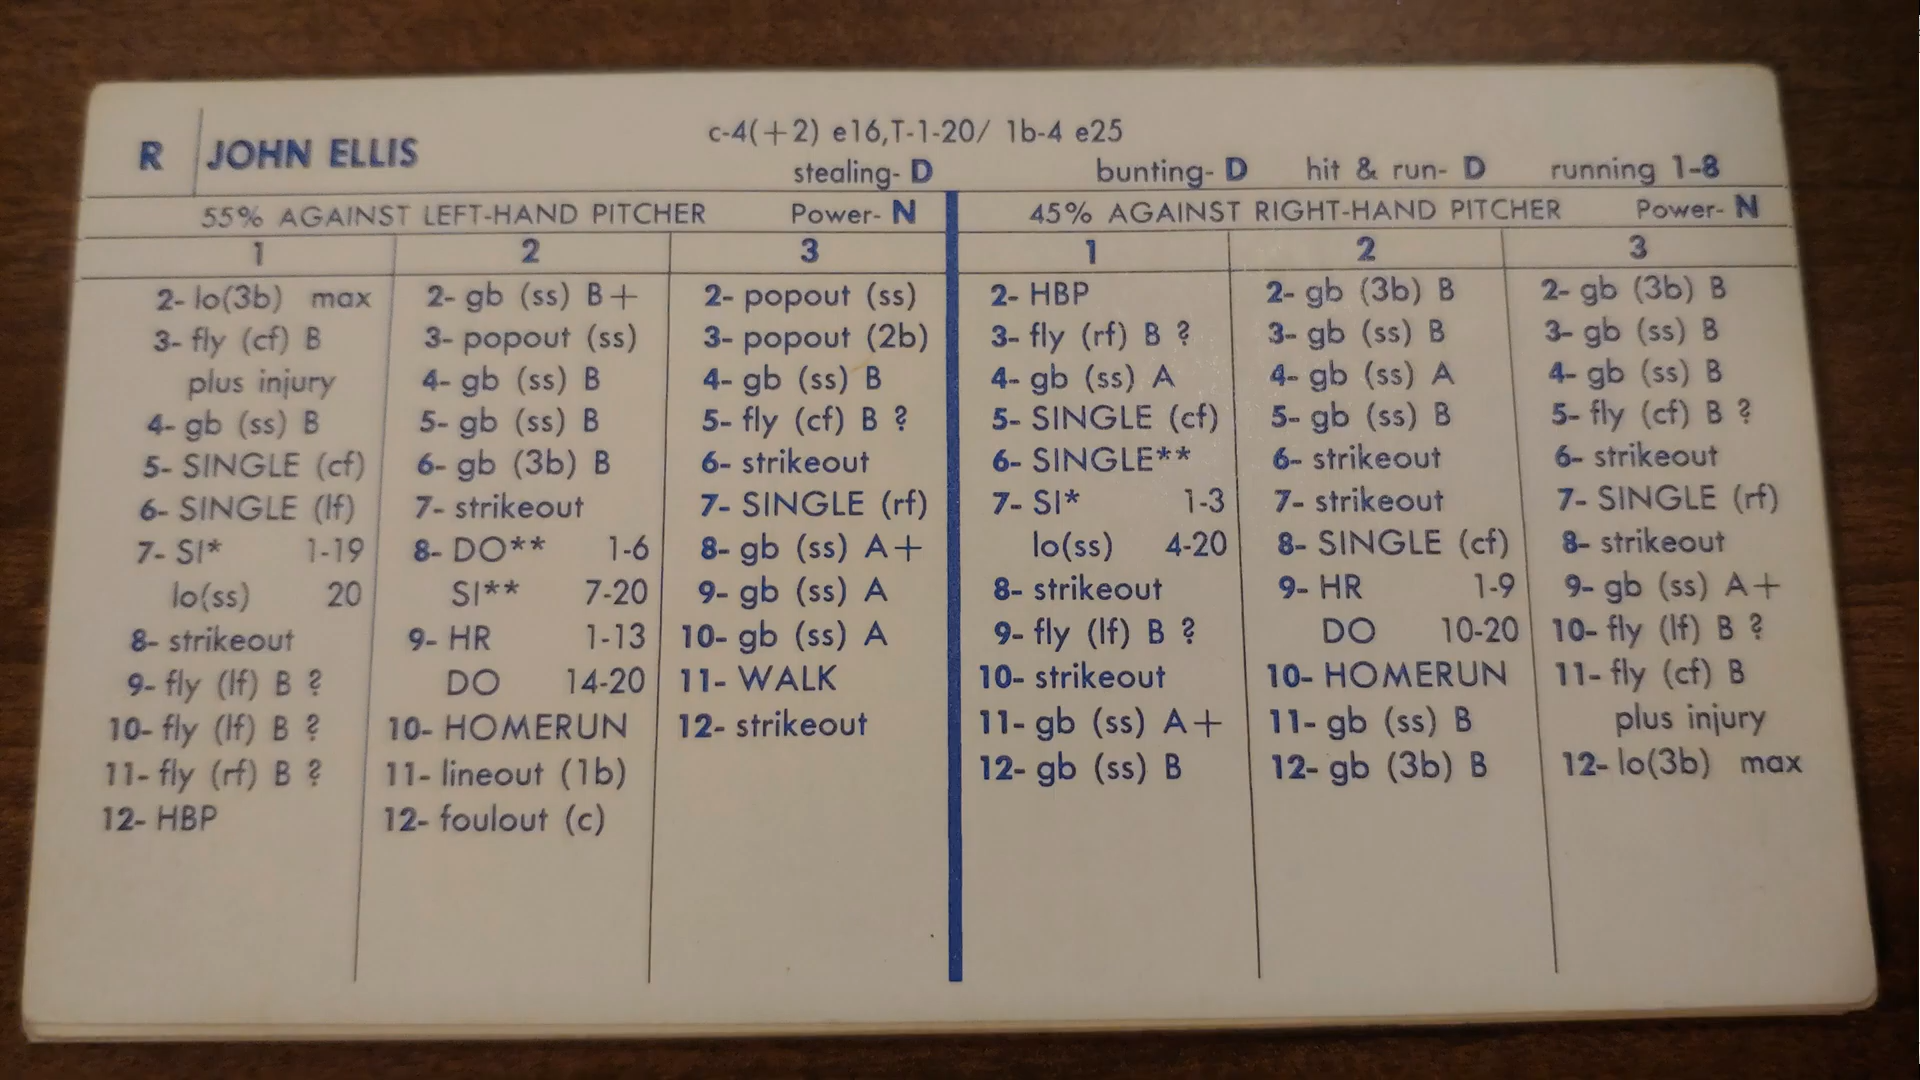 R JOHN ELLIS
c-4(+2) e16,T-1-20/ 1b-4 e25
stealing- D bunting- D hit & run- D running 1-8
55% AGAINST LEFT-HAND PITCHER Power- N
1
2- lo(3b) max
3- fly (cf) B
plus injury
4- gb (ss) B
5- SINGLE (cf)
6- SINGLE (lf)
7- SI* 1-19
lo(ss) 20
8- strikeout
9- fly (lf) B ?
10- fly (lf) B ?
11- fly (rf) B ?
12- HBP
2
2- gb (ss) B+
3- popout (ss)
4- gb (ss) B
5- gb (ss) B
6- gb (3b) B
7- strikeout
8- DO** 1-6
SI** 7-20
9- HR 1-13
DO 14-20
10- HOMERUN
11- lineout (1b)
12- foulout (c)
3
2- popout (ss)
3- popout (2b)
4- gb (ss) B
5- fly (cf) B ?
6- strikeout
7- SINGLE (rf)
8- gb (ss) A+
9- gb (ss) A
10- gb (ss) A
11- WALK
12- strikeout
45% AGAINST RIGHT-HAND PITCHER Power- N
1
2- HBP
3- fly (rf) B ?
4- gb (ss) A
5- SINGLE (cf)
6- SINGLE**
7- SI* 1-3
lo(ss) 4-20
8- strikeout
9- fly (lf) B ?
10- strikeout
11- gb (ss) A+
12- gb (ss) B
2
2- gb (3b) B
3- gb (ss) B
4- gb (ss) A
5- gb (ss) B
6- strikeout
7- strikeout
8- SINGLE (cf)
9- HR 1-9
DO 10-20
10- HOMERUN
11- gb (ss) B
12- gb (3b) B
3
2- gb (3b) B
3- gb (ss) B
4- gb (ss) B
5- fly (cf) B ?
6- strikeout
7- SINGLE (rf)
8- strikeout
9- gb (ss) A+
10- fly (lf) B ?
11- fly (cf) B
plus injury
12- lo(3b) max